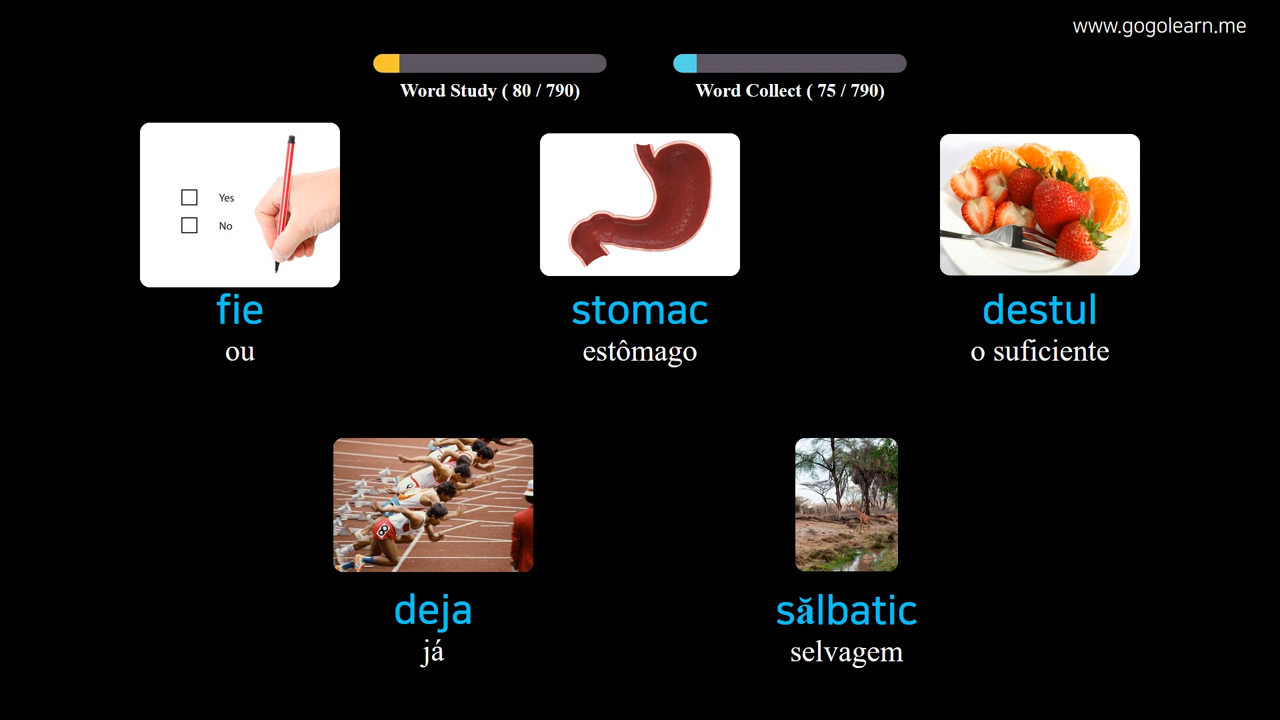 www.gogolearn.me
Word Study ( 80 / 790)
Word Collect ( 75 / 790)
Yes
No
fie
ou
stomac
estômago
destul
o suficiente
8
deja
já
sălbatic
selvagem